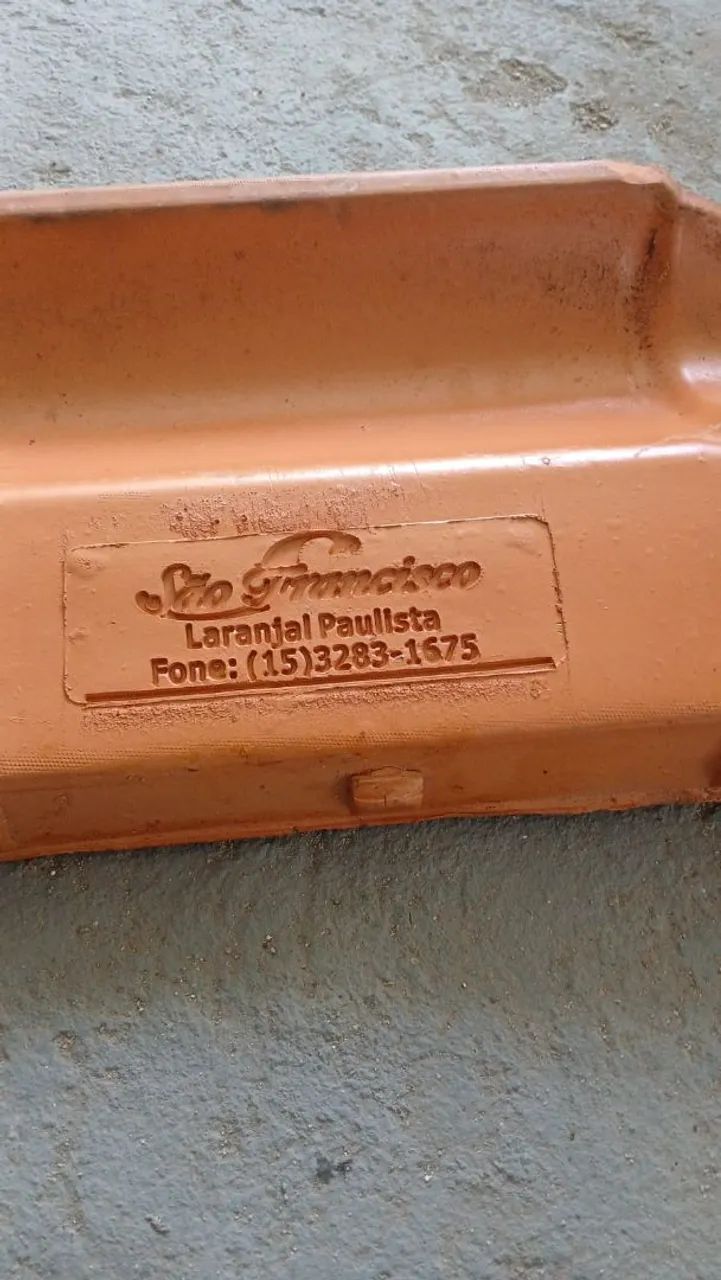 São Francisco
Laranjal Paulista
Fone: (15)3283-1675